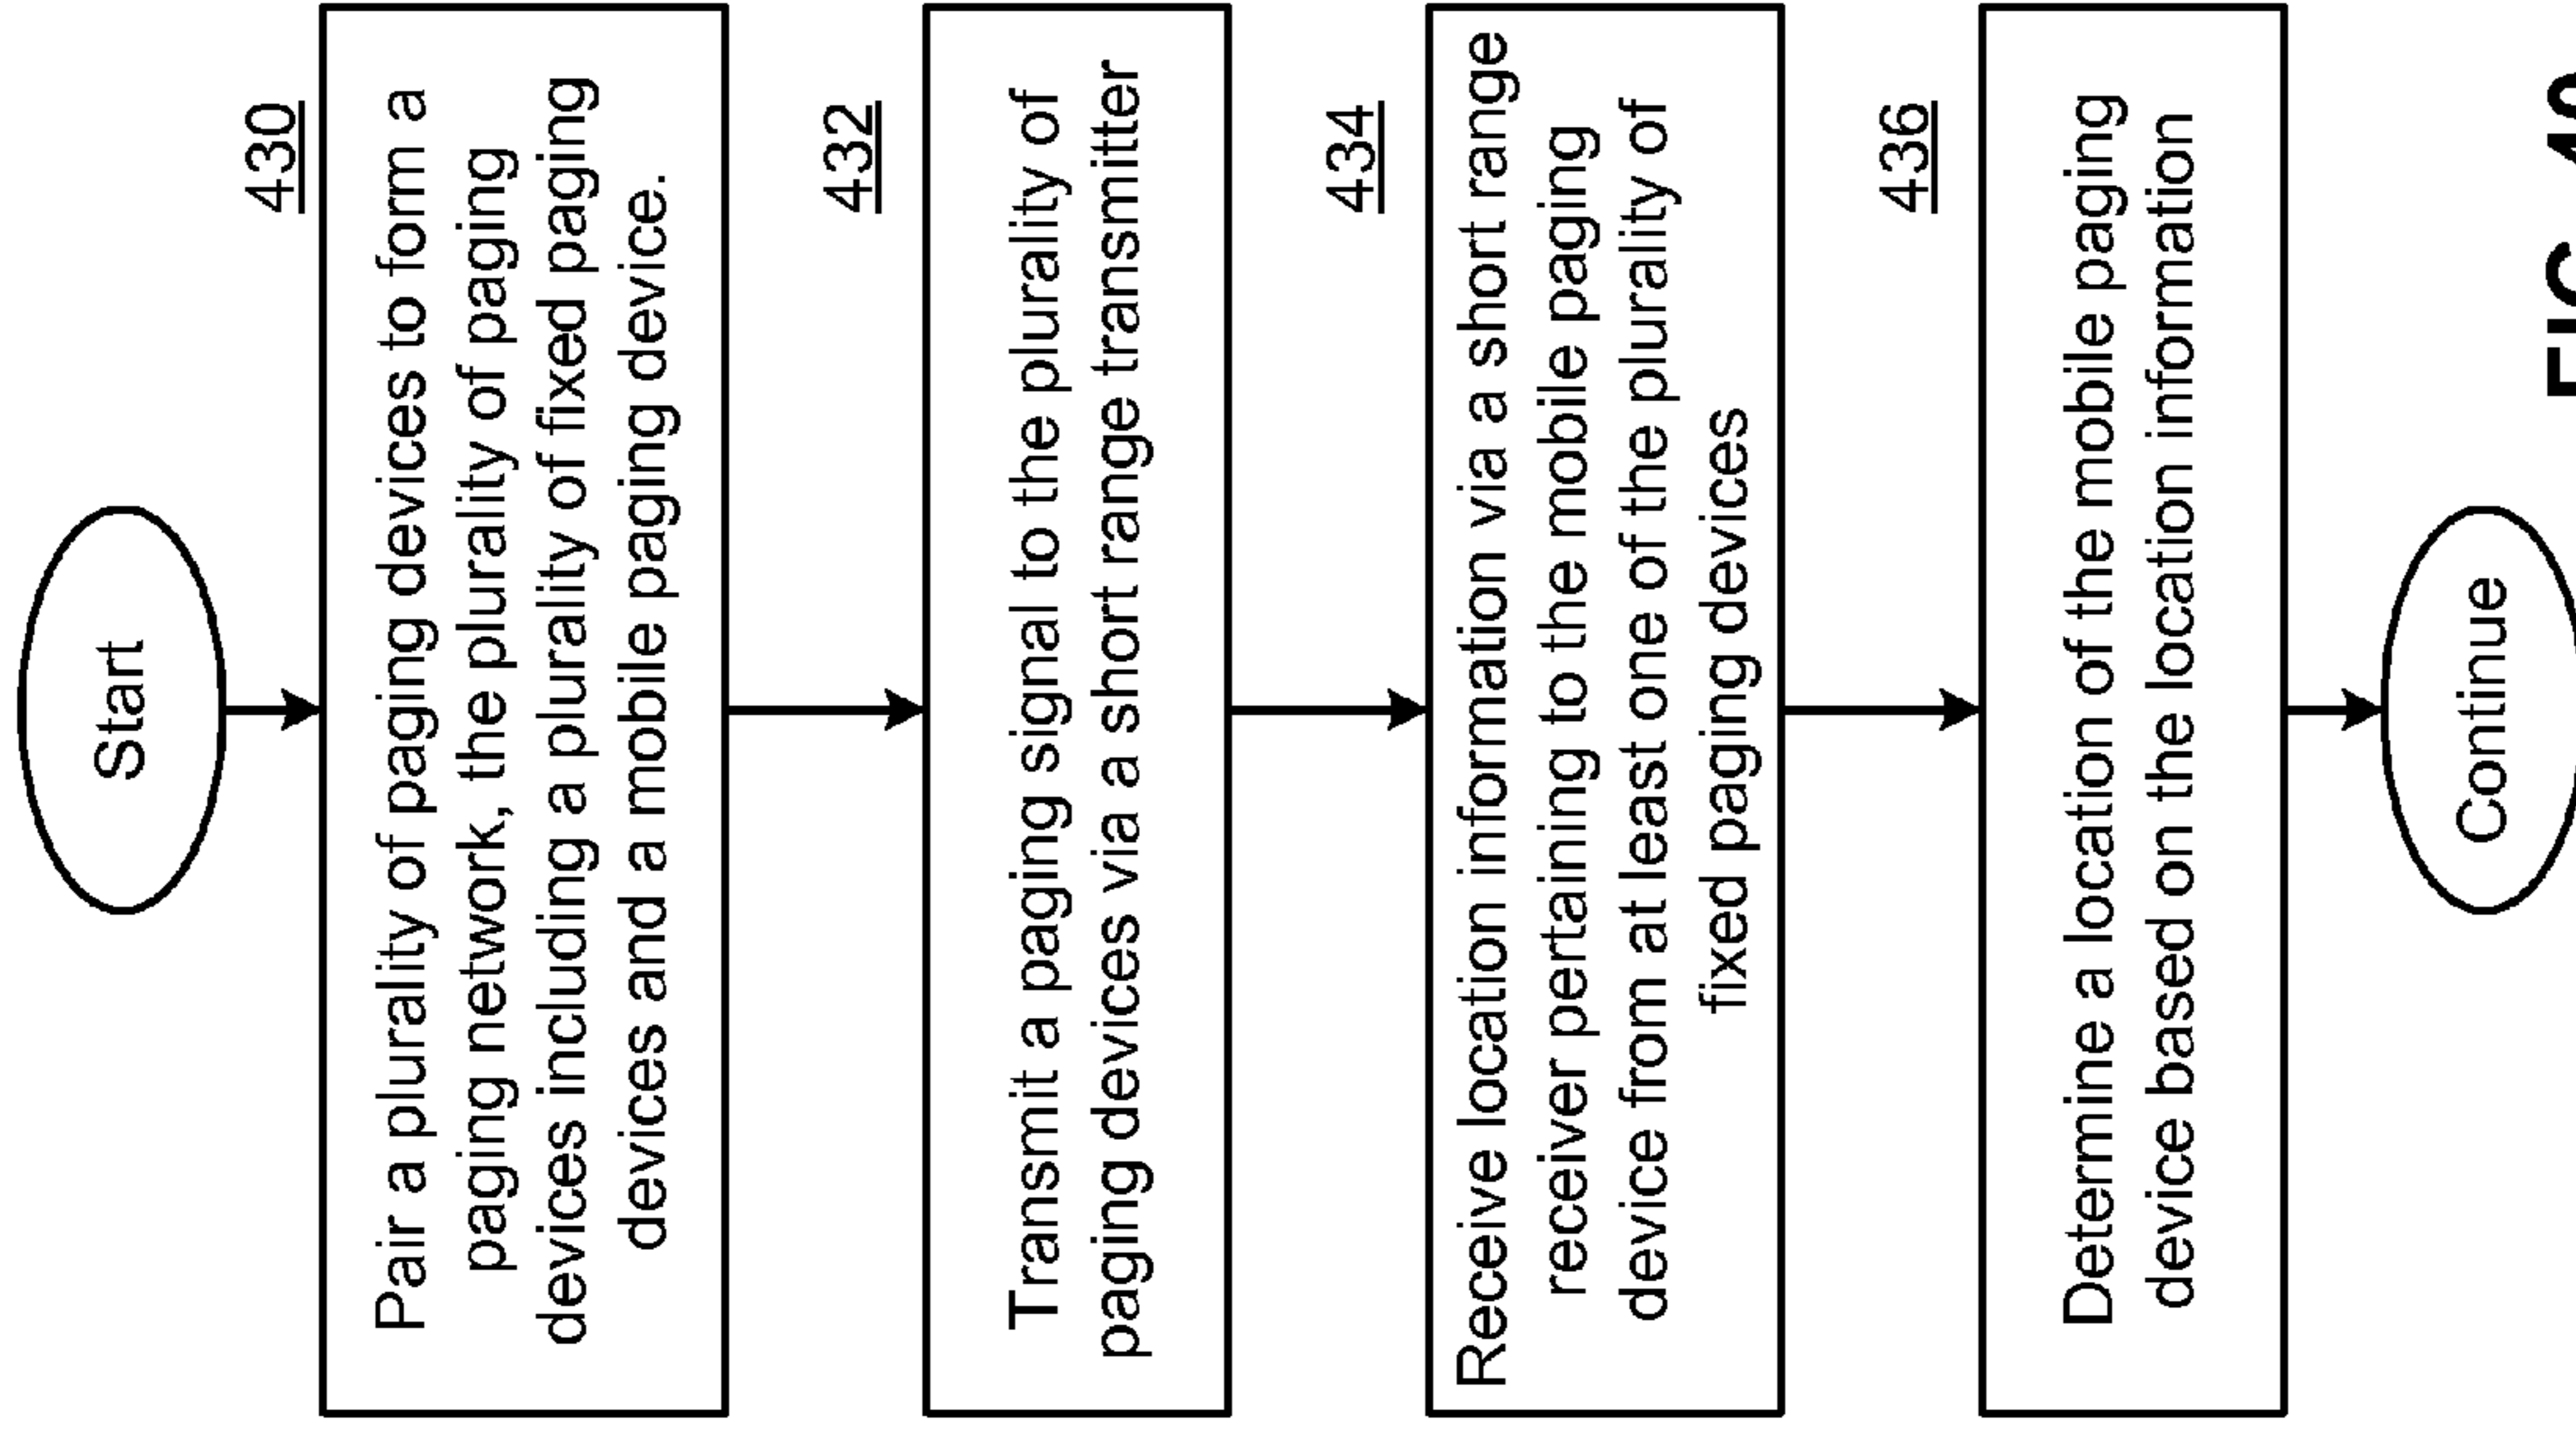 Start
430
Pair a plurality of paging devices to form a
paging network, the plurality of paging
devices including a plurality of fixed paging
devices and a mobile paging device.
432
Transmit a paging signal to the plurality of
paging devices via a short range transmitter
434
Receive location information via a short range
receiver pertaining to the mobile paging
device from at least one of the plurality of
fixed paging devices
436
Determine a location of the mobile paging
device based on the location information
Continue